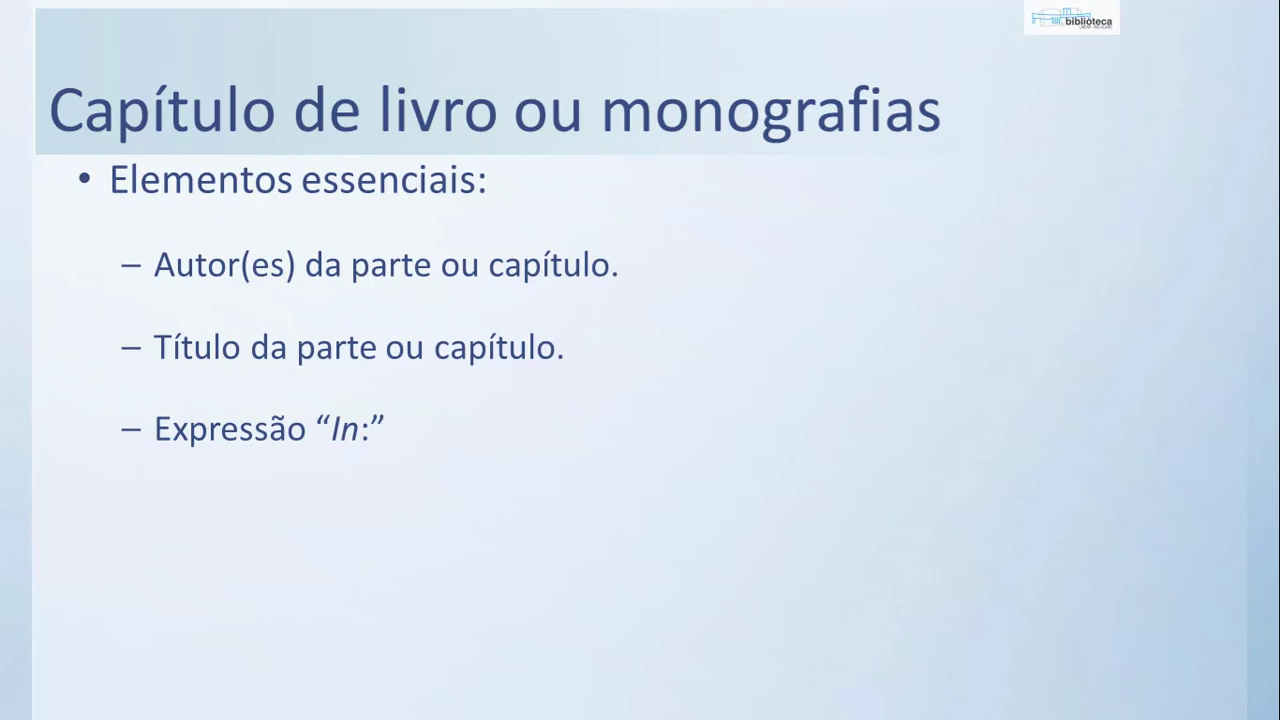 biblioteca
Capítulo de livro ou monografias
• Elementos essenciais:
– Autor(es) da parte ou capítulo.
– Título da parte ou capítulo.
– Expressão “In:”